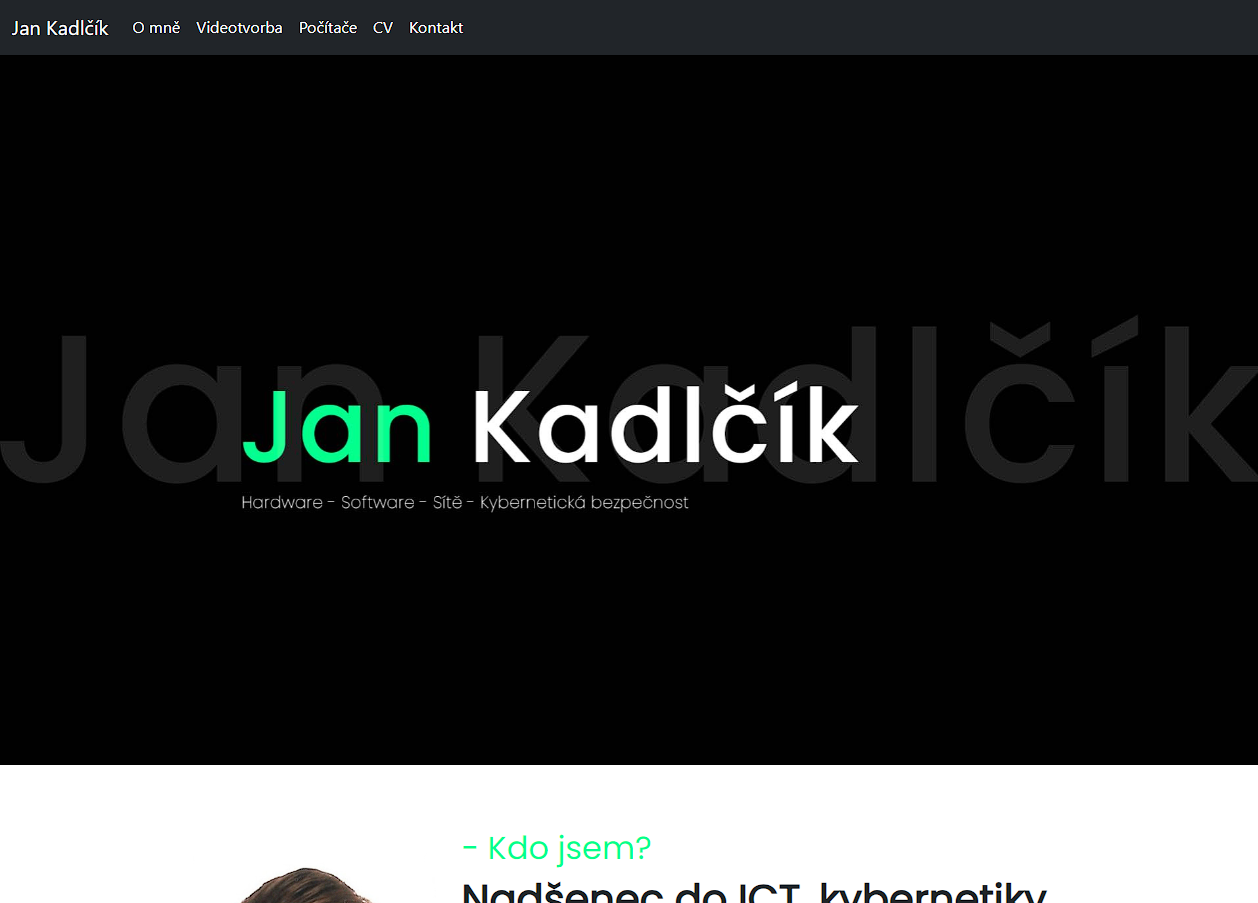 Jan Kadlčík O mně Videotvorba Počítače CV Kontakt
Jan Kadlčík
Jan Kadlčík
Hardware - Software - Sítě - Kybernetická bezpečnost
- Kdo jsem?
Nadšenec do ICT, kybernetiky